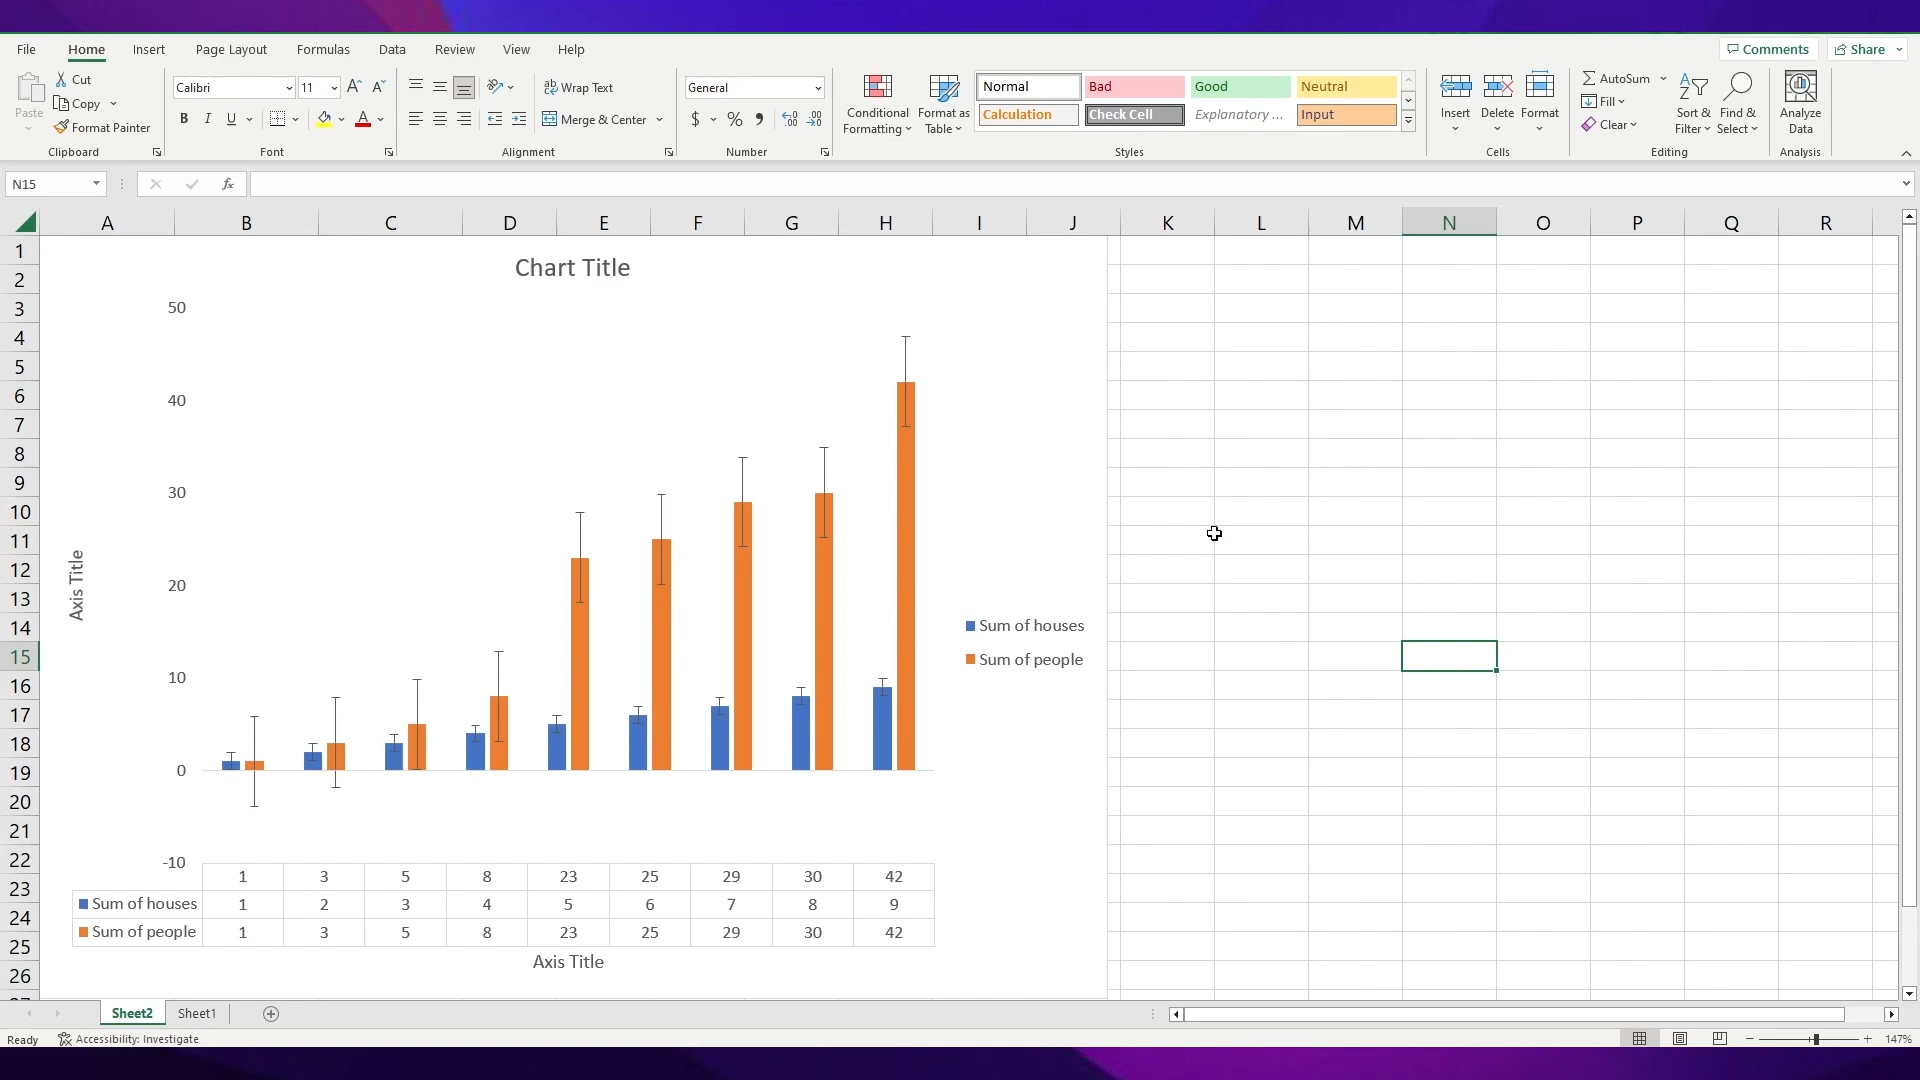 File Home Insert Page Layout Formulas Data Review View Help Comments Share
Paste Cut Copy Format Painter Clipboard
Calibri 11 A A B I U A Font
Wrap Text Merge & Center Alignment
General $ % Number
Conditional Formatting Format as Table
Normal Bad Good Neutral
Calculation Check Cell Explanatory ... Input
Styles
Insert Delete Format Cells
AutoSum Fill Clear Sort & Filter Find & Select Editing
Analyze Data Analysis
N15 fx
A B C D E F G H I J K L M N O P Q R
1
2
3
4
5
6
7
8
9
10
11
12
13
14
15
16
17
18
19
20
21
22
23
24
25
26
Chart Title
50
40
30
20
10
0
-10
Axis Title
Sum of houses
Sum of people
1 3 5 8 23 25 29 30 42
Sum of houses 1 2 3 4 5 6 7 8 9
Sum of people 1 3 5 8 23 25 29 30 42
Axis Title
Sheet2 Sheet1
Ready Accessibility: Investigate 147%